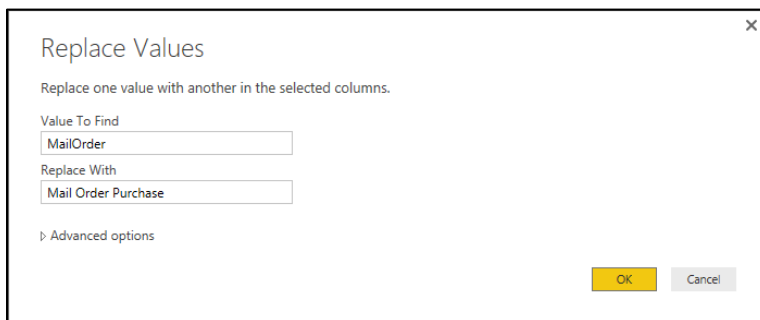 Replace Values
Replace one value with another in the selected columns.
Value To Find
MailOrder
Replace With
Mail Order Purchase
Advanced options
OK Cancel